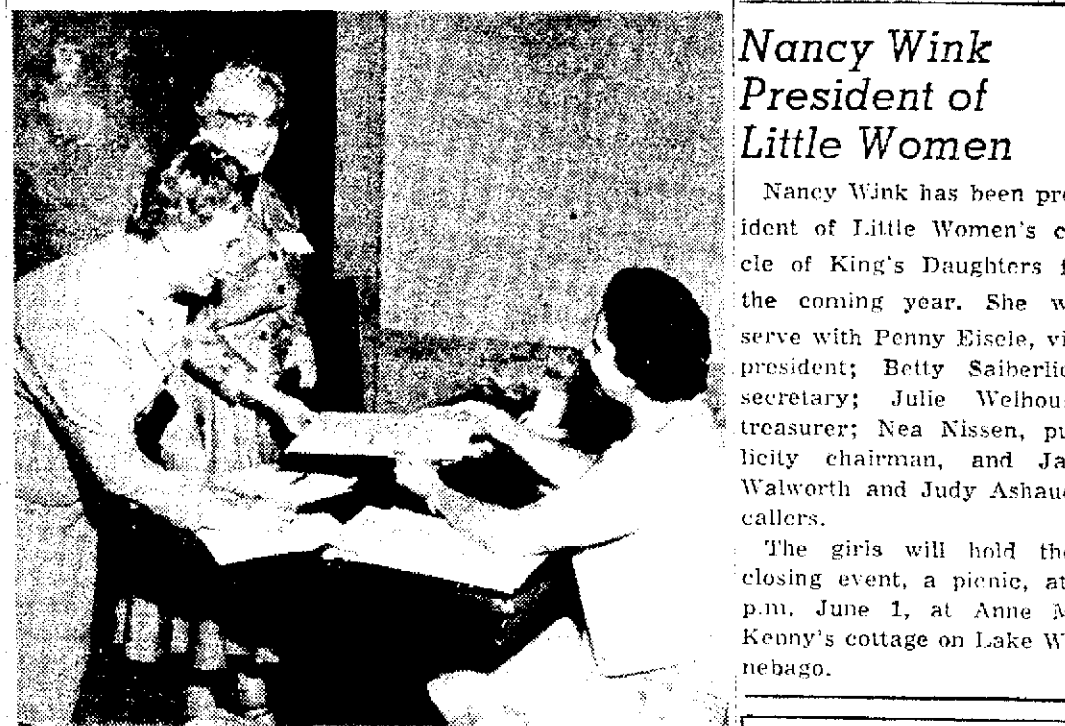 Nancy Wink
President of
Little Women
Nancy Wink has been pre
ident of Little Women's c
cle of King's Daughters f
the coming year. She w
serve with Penny Eisele, vi
president; Betty Saiberlic
secretary; Julie Welhou
treasurer; Nea Nissen, pu
licity chairman, and Ja
Walworth and Judy Ashau
callers.
The girls will hold the
closing event, a picnic, at
p.m. June 1, at Anne M
Kenny's cottage on Lake W
nebago.